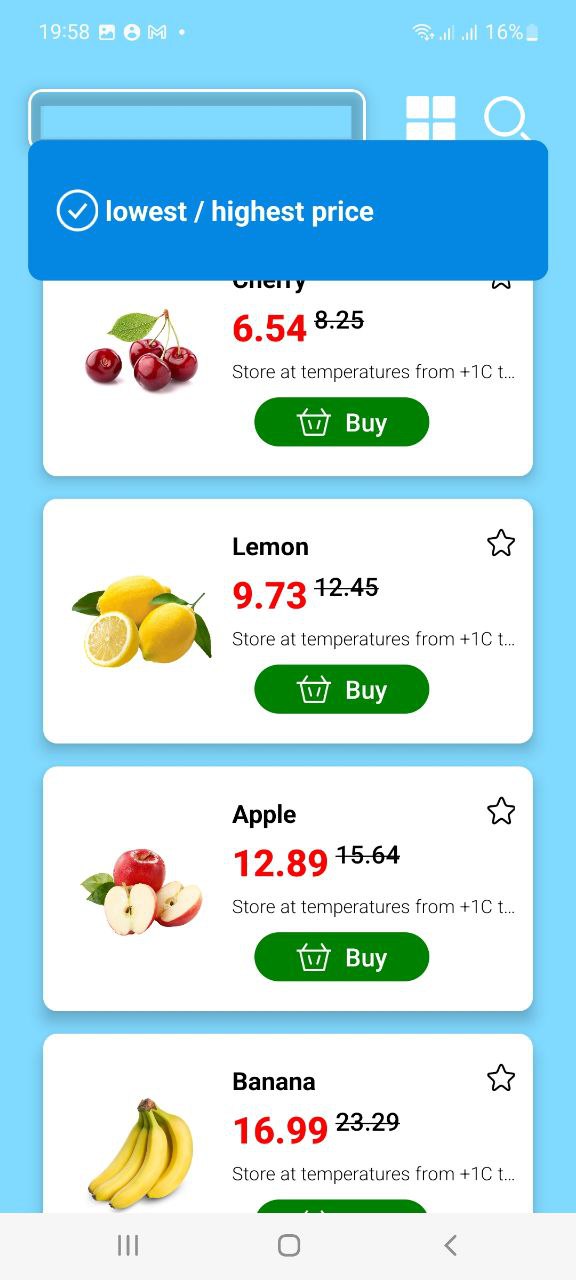 19:58
16%
lowest / highest price
Cherry
6.54 8.25
Store at temperatures from +1C t...
Buy
Lemon
9.73 12.45
Store at temperatures from +1C t...
Buy
Apple
12.89 15.64
Store at temperatures from +1C t...
Buy
Banana
16.99 23.29
Store at temperatures from +1C t...